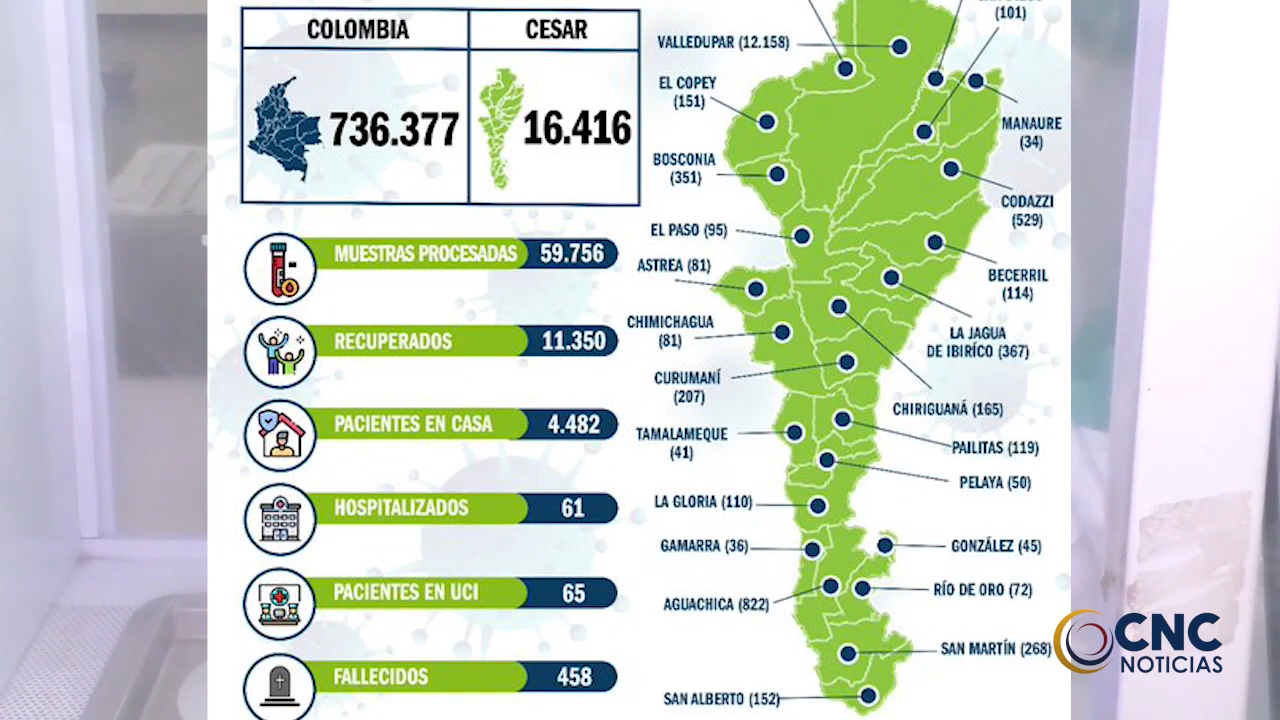 COLOMBIA
CESAR
736.377
16.416
MUESTRAS PROCESADAS 59.756
RECUPERADOS 11.350
PACIENTES EN CASA 4.482
HOSPITALIZADOS 61
PACIENTES EN UCI 65
FALLECIDOS 458
(101)
VALLEDUPAR (12.158)
EL COPEY
(151)
MANAURE
(34)
BOSCONIA
(351)
CODAZZI
(529)
EL PASO (95)
ASTREA (81)
BECERRIL
(114)
CHIMICHAGUA
(81)
LA JAGUA
DE IBIRÍCO (367)
CURUMANÍ
(207)
CHIRIGUANÁ (165)
TAMALAMEQUE
(41)
PAILITAS (119)
PELAYA (50)
LA GLORIA (110)
GAMARRA (36)
GONZÁLEZ (45)
RÍO DE ORO (72)
AGUACHICA (822)
SAN MARTÍN (268)
SAN ALBERTO (152)
CNC
NOTICIAS